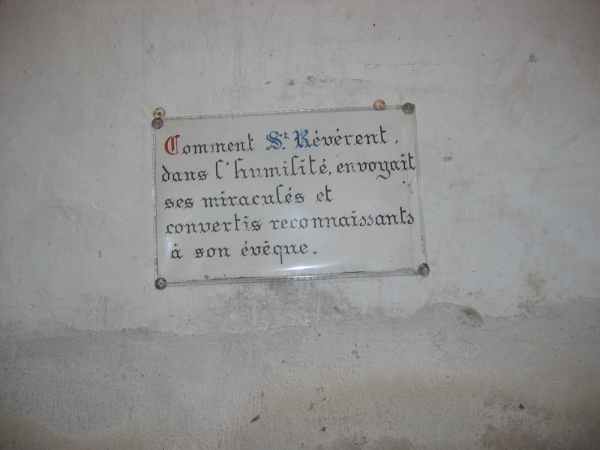 Comment St Révérent,
dans l'humilité, envoyait
ses miraculés et
convertis reconnaissants
à son évêque.